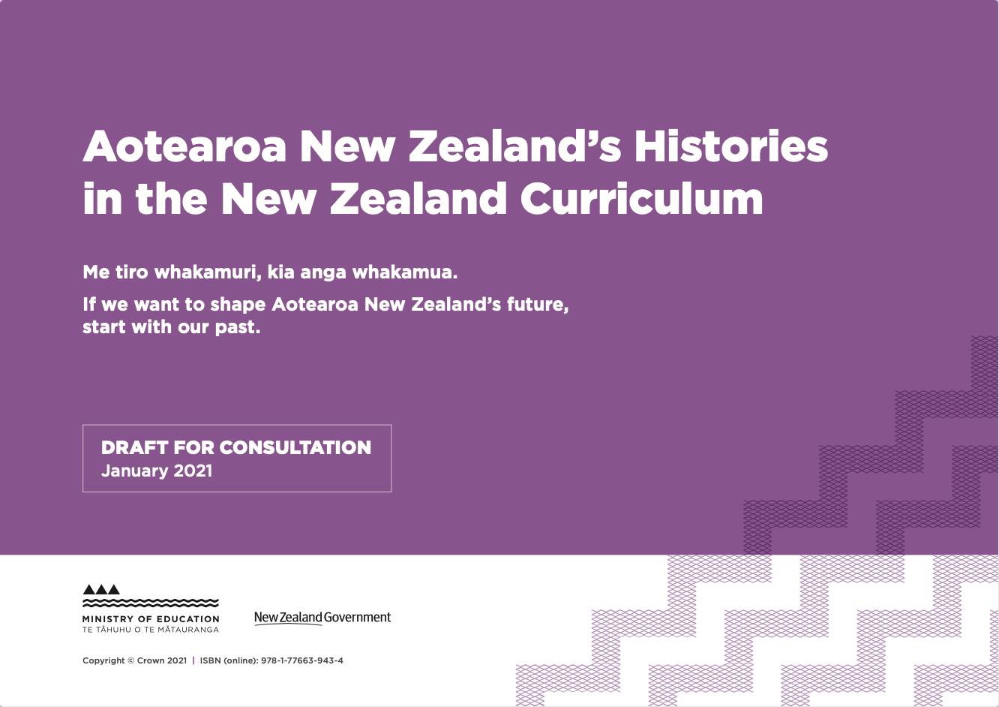 Aotearoa New Zealand’s Histories
in the New Zealand Curriculum
Me tiro whakamuri, kia anga whakamua.
If we want to shape Aotearoa New Zealand’s future,
start with our past.
DRAFT FOR CONSULTATION
January 2021
MINISTRY OF EDUCATION
TE TĀHUHU O TE MĀTAURANGA
New Zealand Government
Copyright © Crown 2021 | ISBN (online): 978-1-77663-943-4